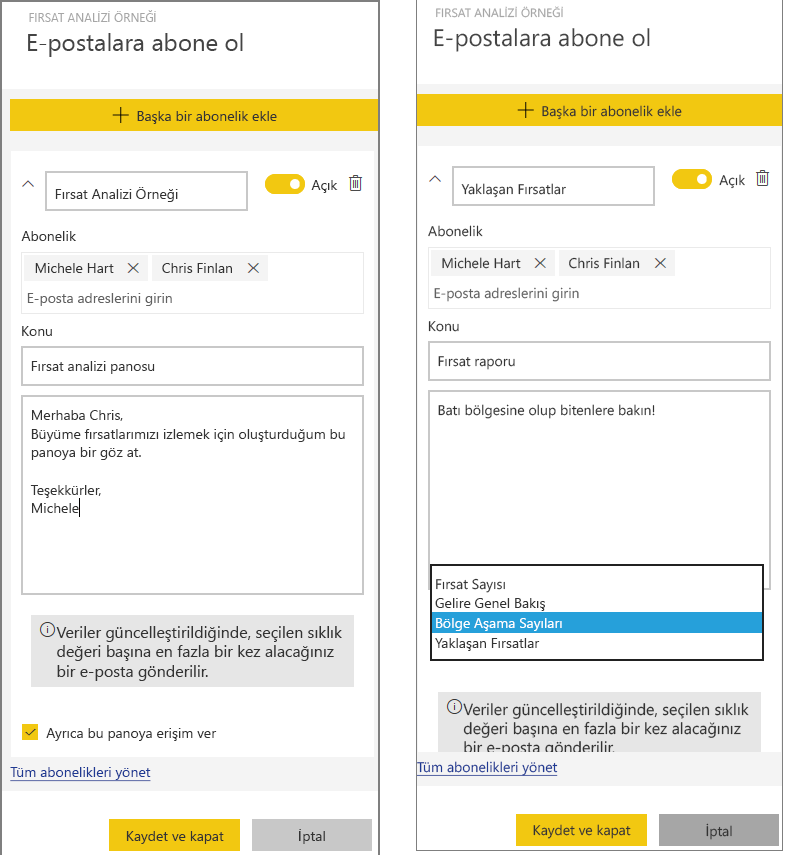 FIRSAT ANALİZİ ÖRNEĞİ
E-postalara abone ol
Başka bir abonelik ekle
Fırsat Analizi Örneği
Açık
Abonelik
Michele Hart
Chris Finlan
E-posta adreslerini girin
Konu
Fırsat analizi panosu
Merhaba Chris,
Büyüme fırsatlarımızı izlemek için oluşturduğum bu
panoya bir göz at.
Teşekkürler,
Michele
Veriler güncelleştirildiğinde, seçilen sıklık
değeri başına en fazla bir kez alacağınız
bir e-posta gönderilir.
Ayrıca bu panoya erişim ver
Tüm abonelikleri yönet
Kaydet ve kapat
İptal
FIRSAT ANALİZİ ÖRNEĞİ
E-postalara abone ol
Başka bir abonelik ekle
Yaklaşan Fırsatlar
Açık
Abonelik
Michele Hart
Chris Finlan
E-posta adreslerini girin
Konu
Fırsat raporu
Batı bölgesine olup bitenlere bakın!
Fırsat Sayısı
Gelire Genel Bakış
Bölge Aşama Sayıları
Yaklaşan Fırsatlar
Veriler güncelleştirildiğinde, seçilen sıklık
değeri başına en fazla bir kez alacağınız
bir e-posta gönderilir.
Tüm abonelikleri yönet
Kaydet ve kapat
İptal